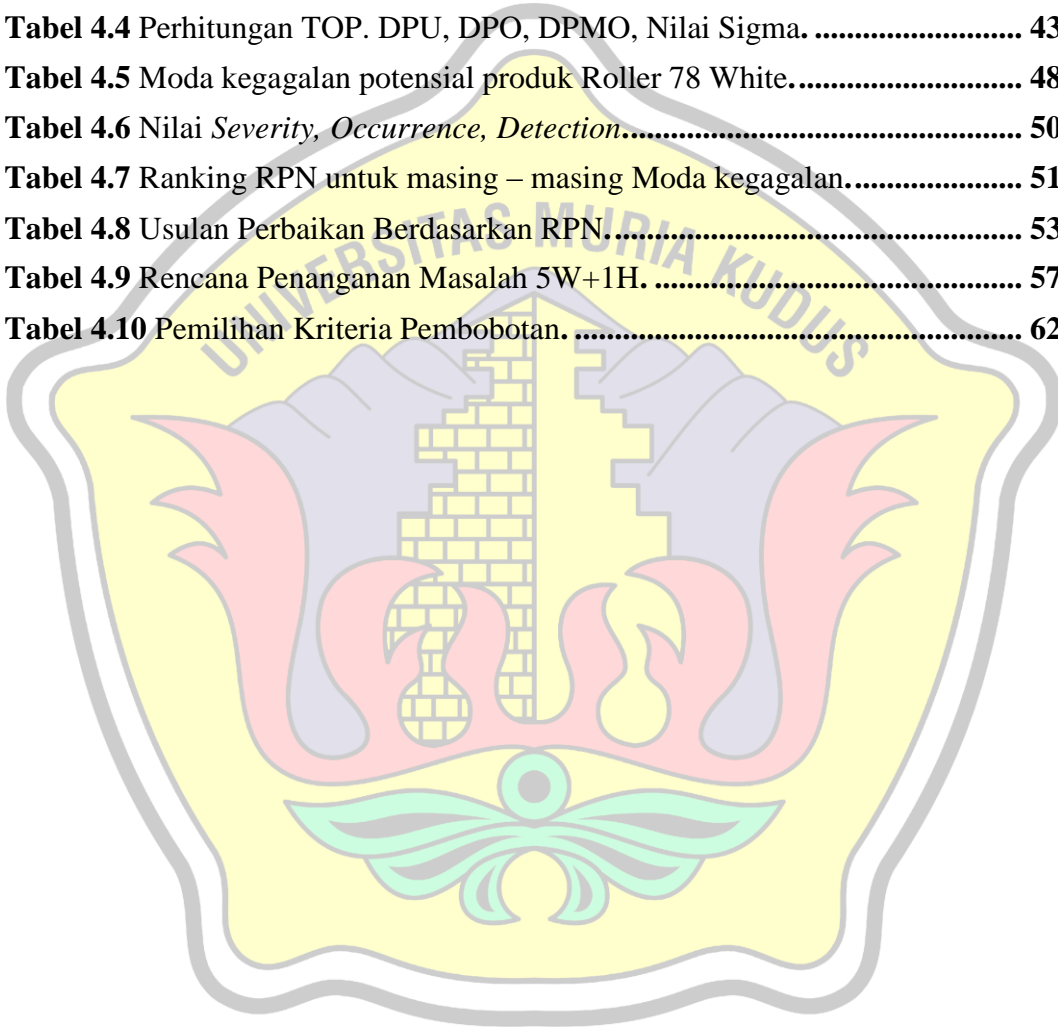 Tabel 4.4 Perhitungan TOP. DPU, DPO, DPMO, Nilai Sigma. .......................... 43
Tabel 4.5 Moda kegagalan potensial produk Roller 78 White. ............................ 48
Tabel 4.6 Nilai Severity, Occurrence, Detection. ................................................. 50
Tabel 4.7 Ranking RPN untuk masing – masing Moda kegagalan. ..................... 51
Tabel 4.8 Usulan Perbaikan Berdasarkan RPN. ................................................... 53
Tabel 4.9 Rencana Penanganan Masalah 5W+1H. .............................................. 57
Tabel 4.10 Pemilihan Kriteria Pembobotan. ........................................................ 62
UNIVERSITAS MURIA KUDUS